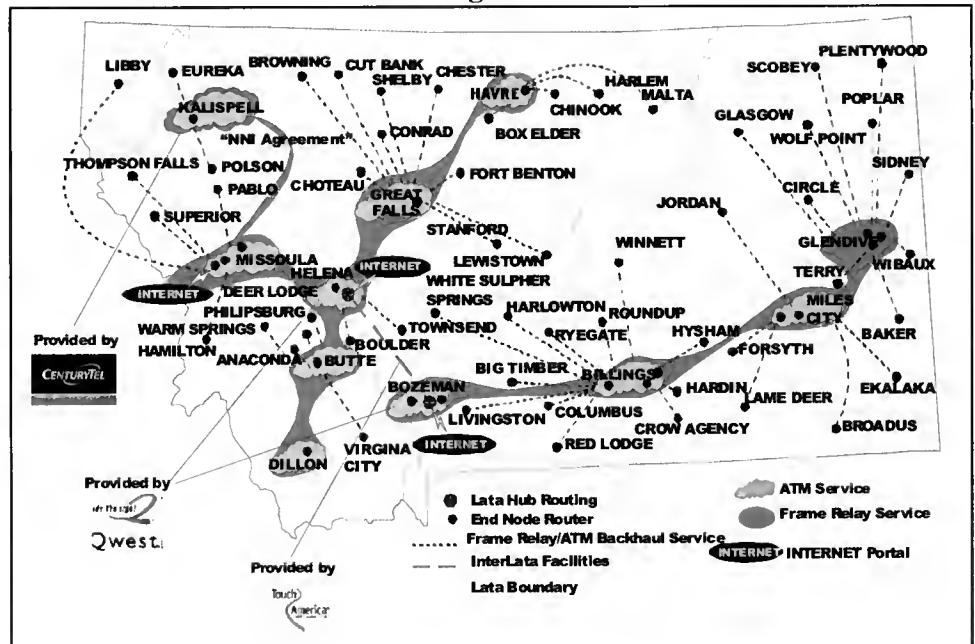 PLENTYWOOD
SCOBEY
LIBBY
EUREKA
BROWNING
CUT BANK
SHELBY
CHESTER
HAVRE
HARLEM
MALTA
CHINOOK
POPLAR
KALISPELL
GLASGOW
WOLF POINT
"NNI Agreement"
CONRAD
BOX ELDER
SIDNEY
THOMPSON FALLS
POLSON
PABLO
CHOTEAU
FORT BENTON
GREAT
FALLS
CIRCLE
JORDAN
SUPERIOR
STANFORD
WINNETT
GLENDIVE
MISSOULA
HELENA
INTERNET
LEWISTOWN
WIBAUX
TERRY
INTERNET
DEER LODGE
WHITE SULPHER
SPRINGS
HARLOWTON
ROUNDUP
MILES
CITY
PHILIPSBURG
WARM SPRINGS
HAMILTON
TOWNSEND
RYEGATE
HYSHAM
BAKER
Provided by
CENTURYTEL
ANACONDA
BOULDER
BUTTE
FORSYTH
BIG TIMBER
BILLINGS
EKALAKA
BOZEMAN
HARDIN
LAME DEER
LIVINGSTON
COLUMBUS
CROW AGENCY
BROADUS
INTERNET
RED LODGE
DILLON
VIRGINA
CITY
Provided by
Qwest
Lata Hub Routing
End Node Router
Frame Relay/ATM Backhaul Service
InterLata Facilities
Lata Boundary
ATM Service
Frame Relay Service
INTERNET INTERNET Portal
Provided by
Touch
America